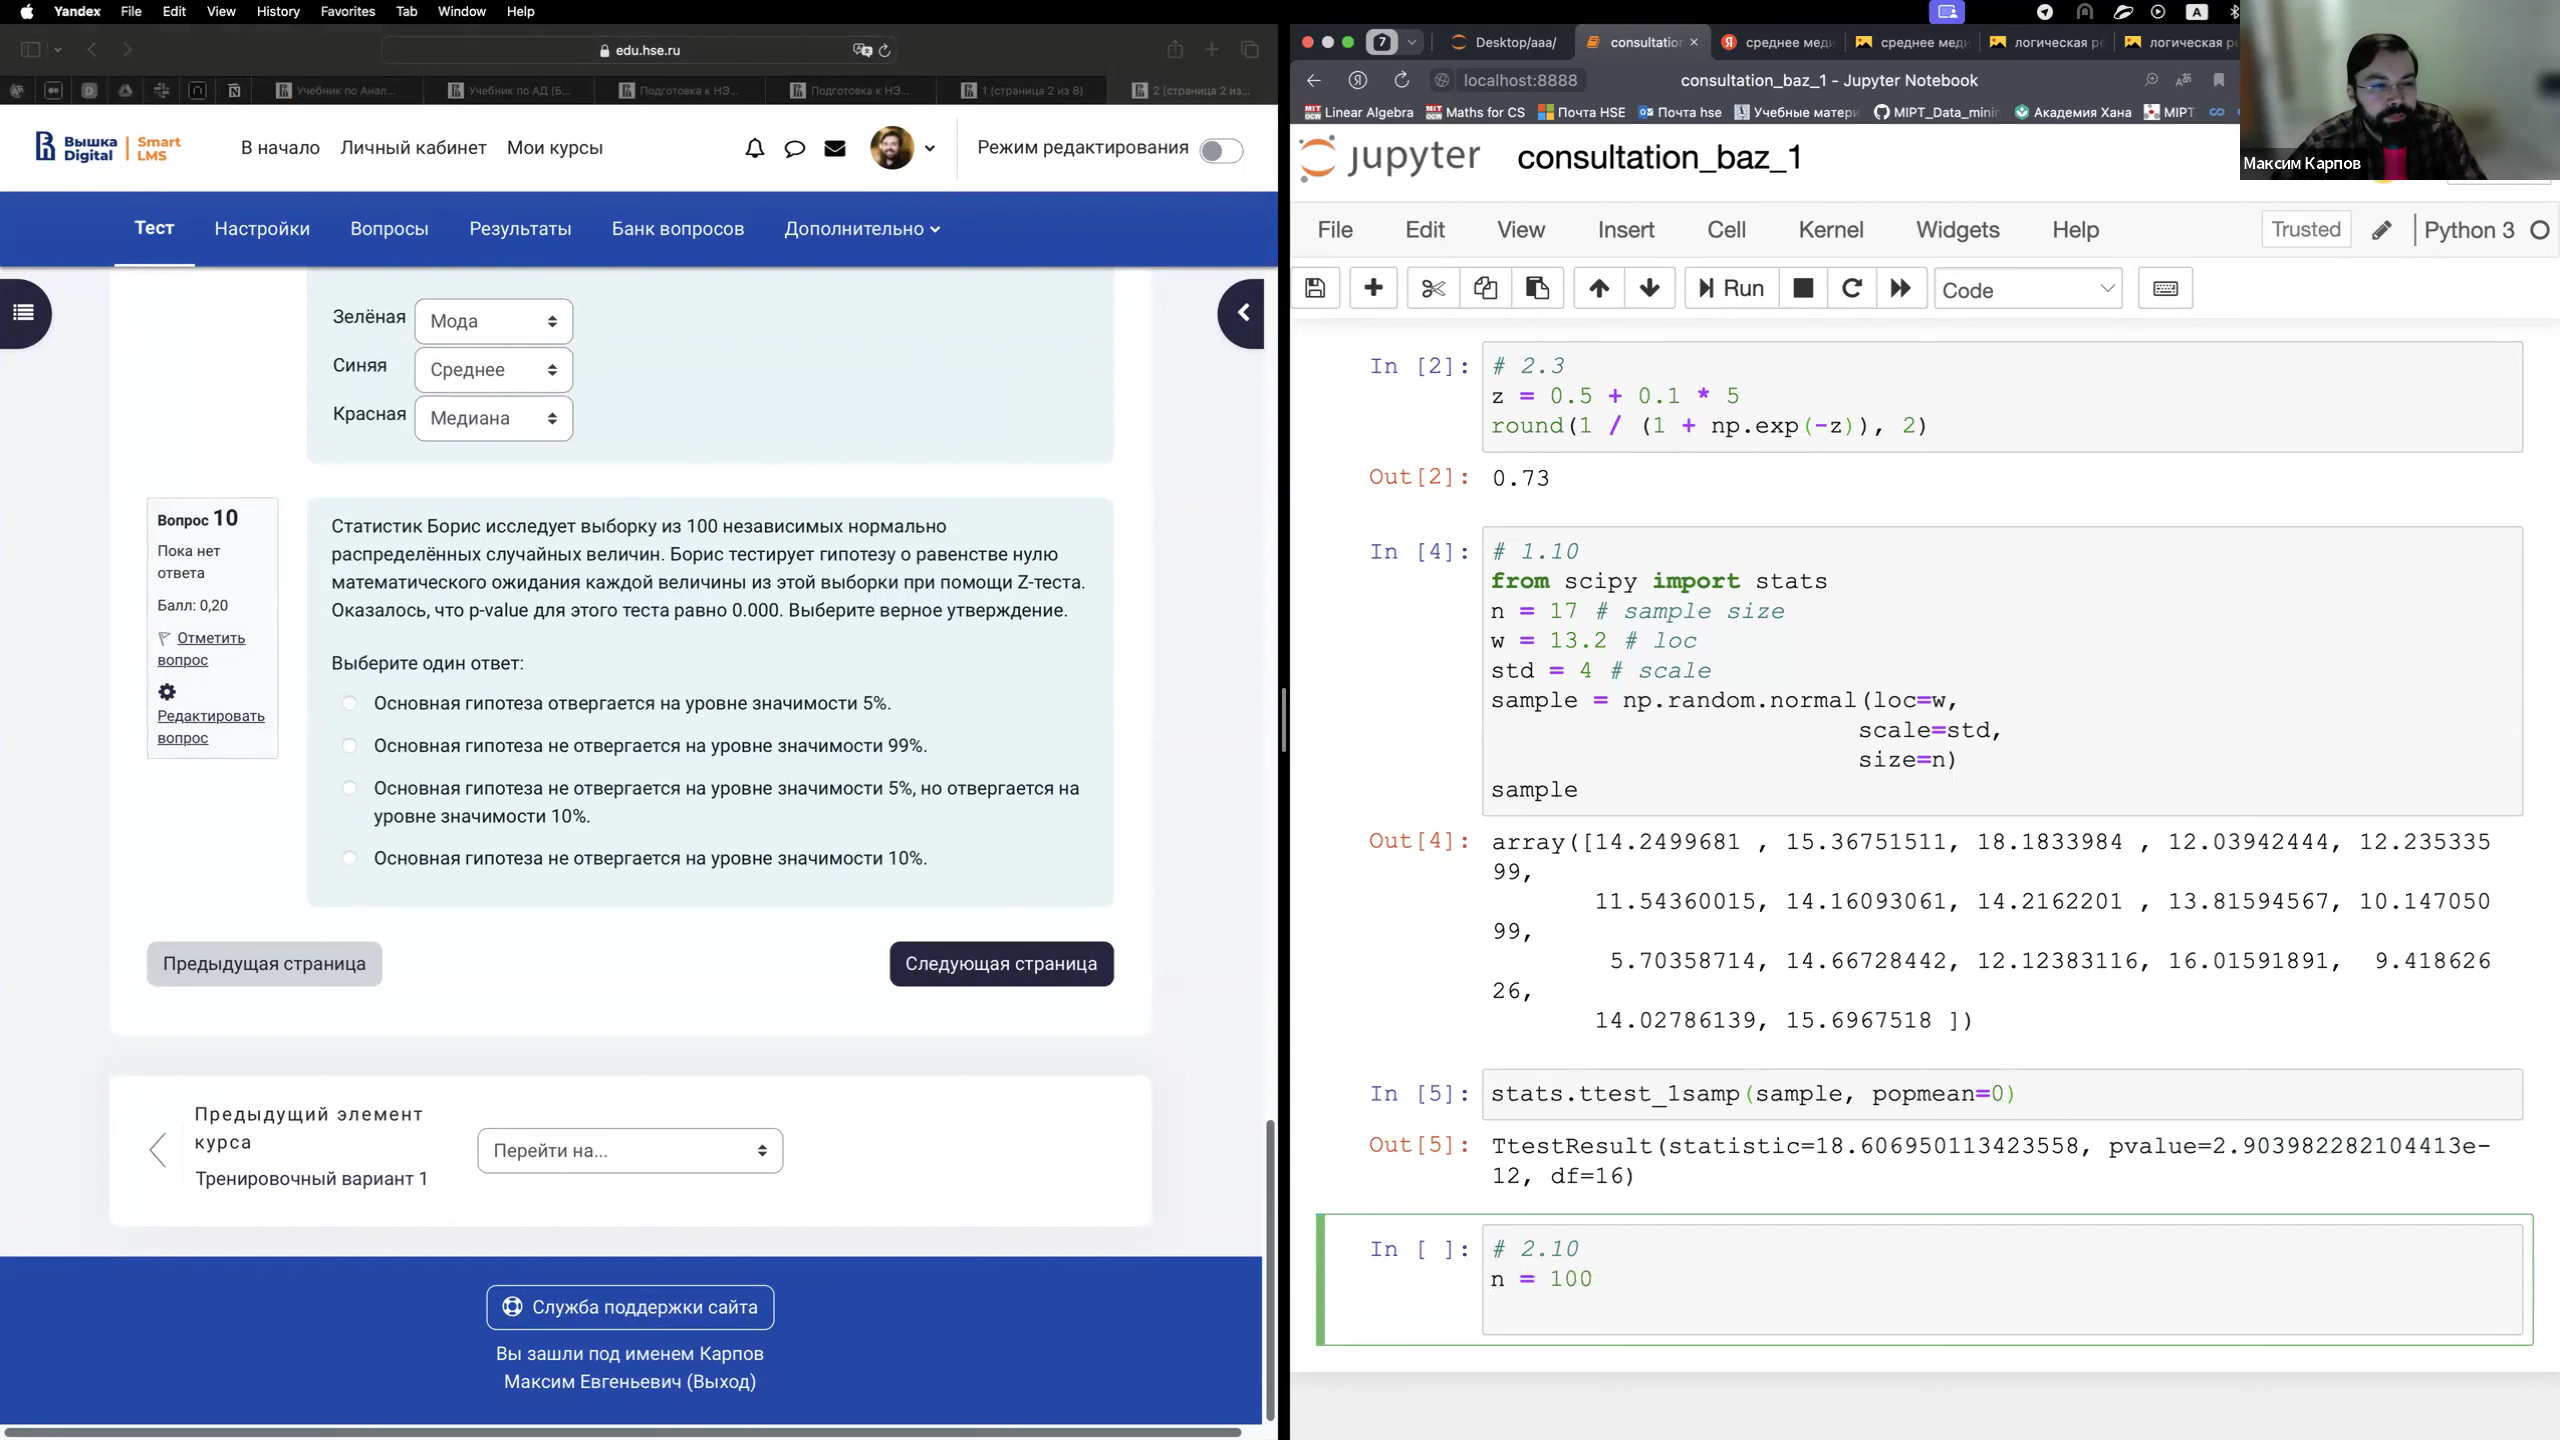 Yandex File Edit View History Favorites Tab Window Help
edu.hse.ru
Учебник по Анал...
Учебник по АД (Б...
Подготовка к НЭ...
Подготовка к НЭ...
1 (страница 2 из 8)
2 (страница 2 из...
Вышка Digital
Smart LMS
В начало Личный кабинет Мои курсы
Режим редактирования
Тест Настройки Вопросы Результаты Банк вопросов Дополнительно
Зелёная Мода
Синяя Среднее
Красная Медиана
Вопрос 10
Пока нет
ответа
Балл: 0,20
Отметить
вопрос
Редактировать
вопрос
Статистик Борис исследует выборку из 100 независимых нормально
распределённых случайных величин. Борис тестирует гипотезу о равенстве нулю
математического ожидания каждой величины из этой выборки при помощи Z-теста.
Оказалось, что p-value для этого теста равно 0.000. Выберите верное утверждение.
Выберите один ответ:
Основная гипотеза отвергается на уровне значимости 5%.
Основная гипотеза не отвергается на уровне значимости 99%.
Основная гипотеза не отвергается на уровне значимости 5%, но отвергается на
уровне значимости 10%.
Основная гипотеза не отвергается на уровне значимости 10%.
Предыдущая страница
Следующая страница
Предыдущий элемент
курса
Тренировочный вариант 1
Перейти на...
Служба поддержки сайта
Вы зашли под именем Карпов
Максим Евгеньевич (Выход)
A
7
Desktop/aaa/
consultatio
среднее меди
среднее меди
логическая р
логическая р
localhost:8888
consultation_baz_1 - Jupyter Notebook
Linear Algebra
Maths for CS
Почта HSE
Почта hse
Учебные матери
MIPT_Data_mini
Академия Хана
MIPT
Максим Карпов
jupyter consultation_baz_1
File Edit View Insert Cell Kernel Widgets Help
Trusted
Python 3
Run
Code
In [2]:
# 2.3
z = 0.5 + 0.1 * 5
round(1 / (1 + np.exp(-z)), 2)
Out[2]: 0.73
In [4]:
# 1.10
from scipy import stats
n = 17 # sample size
w = 13.2 # loc
std = 4 # scale
sample = np.random.normal(loc=w,
scale=std,
size=n)
sample
Out[4]: array([14.2499681 , 15.36751511, 18.1833984 , 12.03942444, 12.235335
99,
11.54360015, 14.16093061, 14.2162201 , 13.81594567, 10.147050
99,
5.70358714, 14.66728442, 12.12383116, 16.01591891, 9.418626
26,
14.02786139, 15.6967518 ])
In [5]: stats.ttest_1samp(sample, popmean=0)
Out[5]: TtestResult(statistic=18.606950113423558, pvalue=2.903982282104413e-
12, df=16)
In [ ]:
# 2.10
n = 100